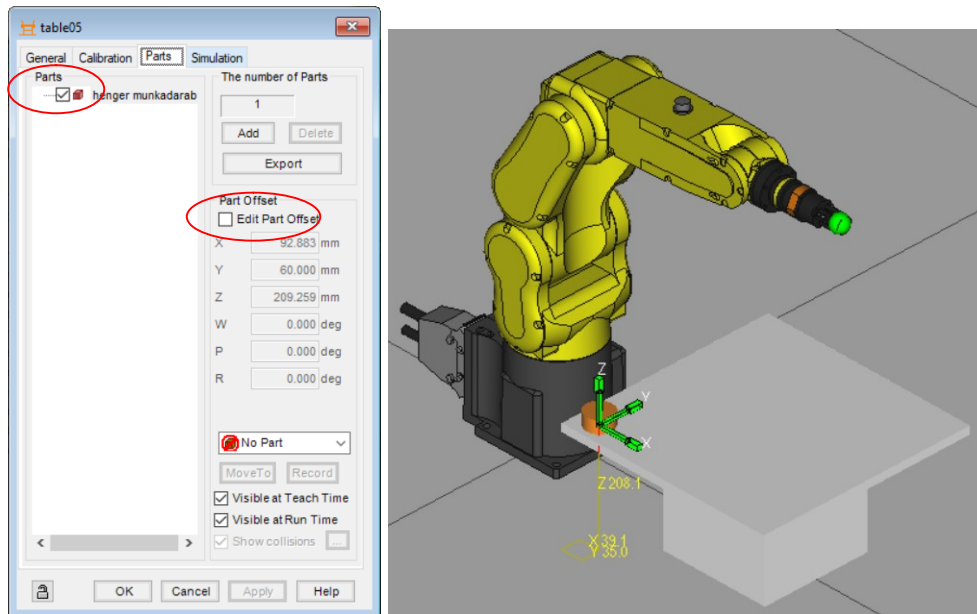 table05
General Calibration Parts Simulation
Parts
henger munkadarab
The number of Parts
1
Add Delete
Export
Part Offset
Edit Part Offset
X 92.883 mm
Y 60.000 mm
Z 209.259 mm
W 0.000 deg
P 0.000 deg
R 0.000 deg
No Part
MoveTo Record
Visible at Teach Time
Visible at Run Time
Show collisions ...
OK Cancel Apply Help
Z
Y
X
Z 208.1
X 39.1
Y 35.0